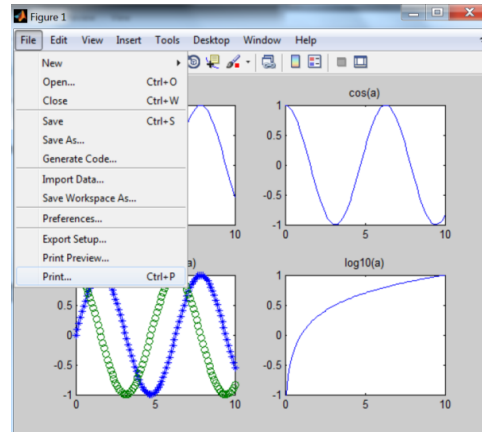 Figure 1
File Edit View Insert Tools Desktop Window Help
New
Open... Ctrl+O
Close Ctrl+W
Save Ctrl+S
Save As...
Generate Code...
Import Data...
Save Workspace As...
Preferences...
Export Setup...
Print Preview...
Print... Ctrl+P
10
cos(a)
1
0.5
0
-0.5
-1
0 5 10
a)
1
0.5
0
-0.5
-1
0 5 10
log10(a)
1
0.5
0
-0.5
-1
0 5 10